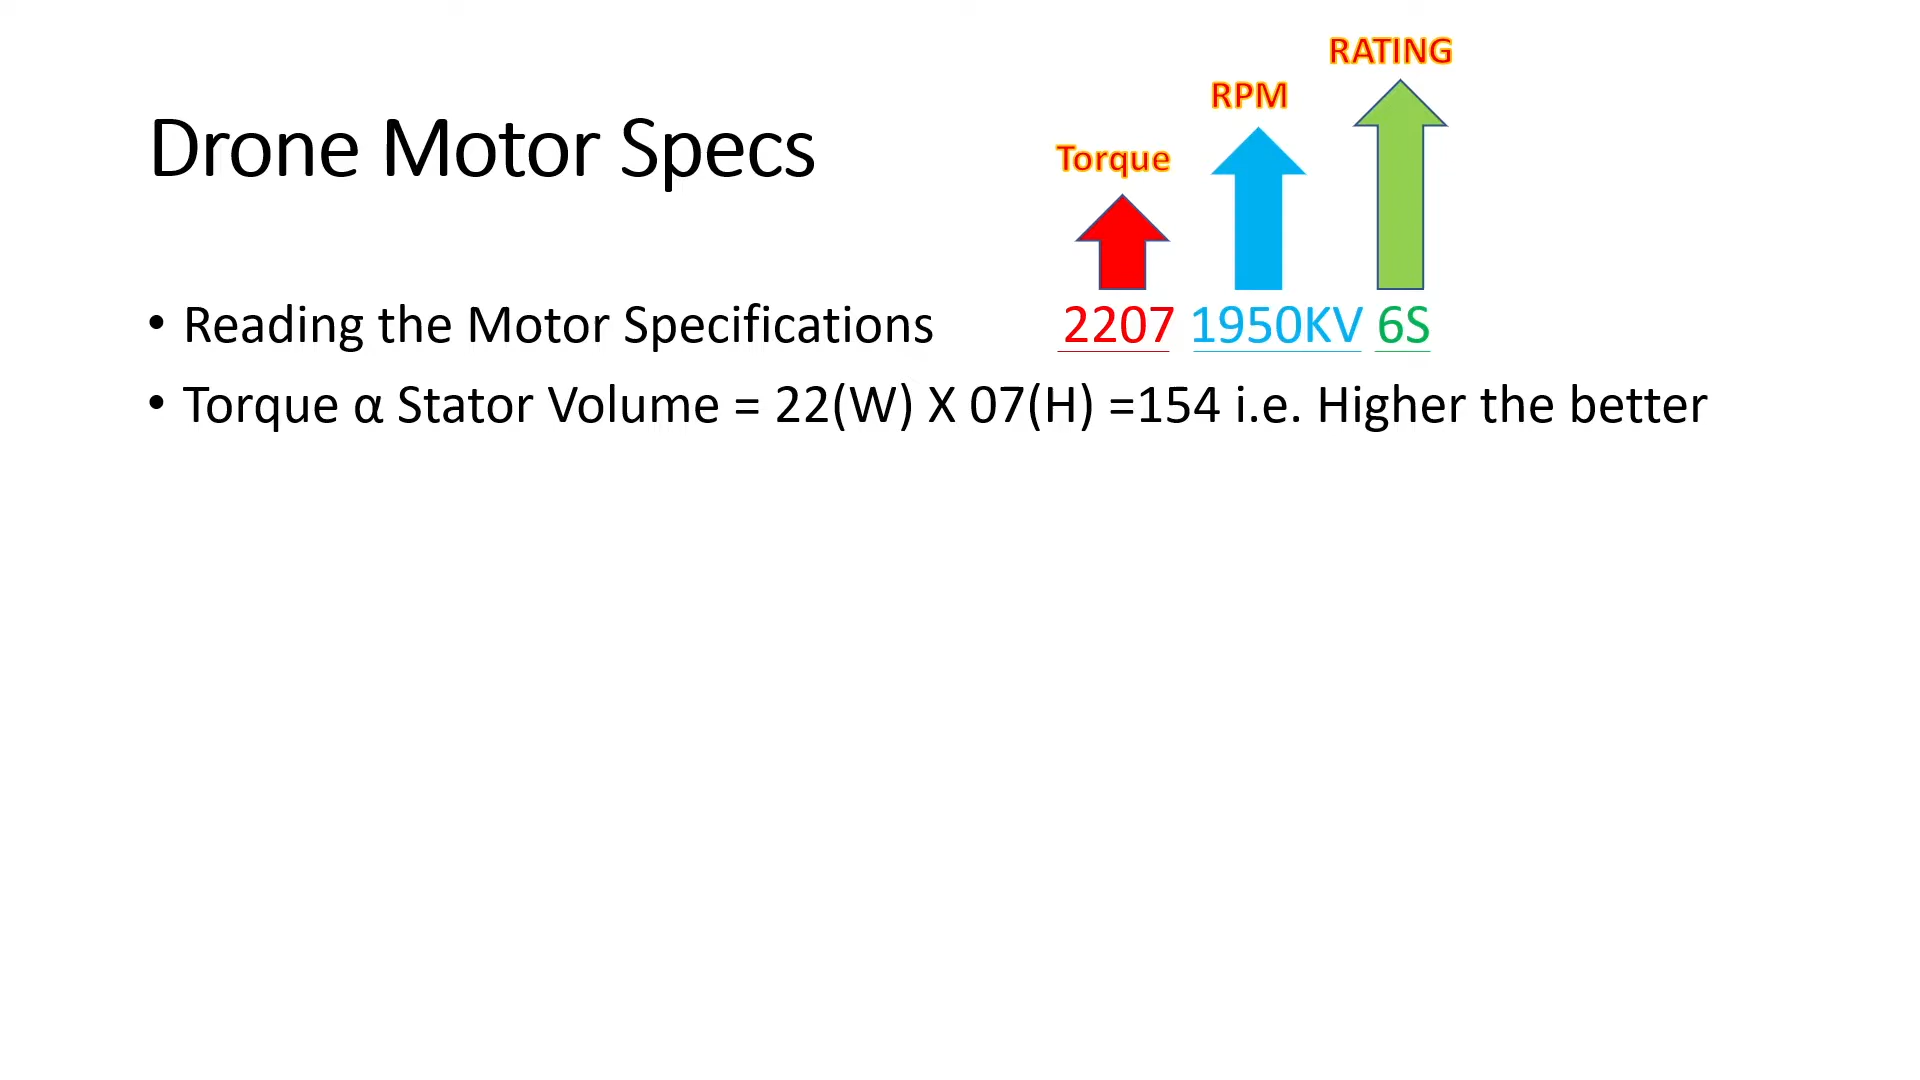 RATING
RPM
Torque
Drone Motor Specs
• Reading the Motor Specifications 2207 1950KV 6S
• Torque α Stator Volume = 22(W) X 07(H) =154 i.e. Higher the better